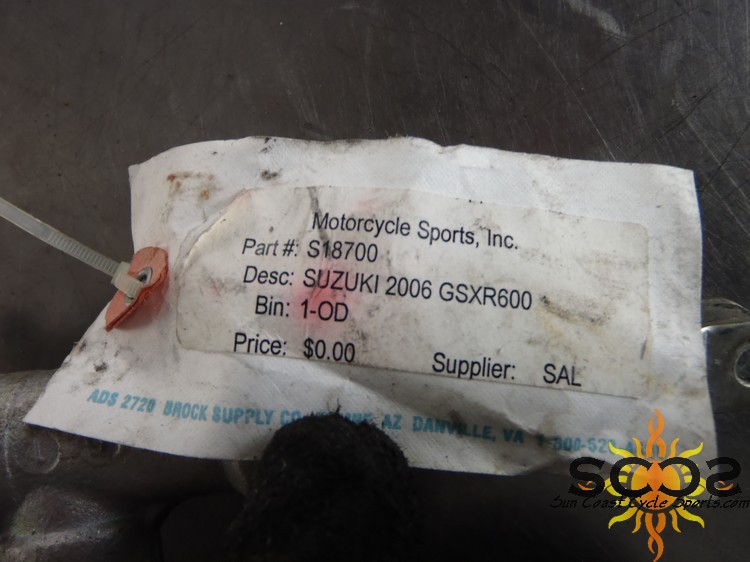 Motorcycle Sports, Inc.
Part #: S18700
Desc: SUZUKI 2006 GSXR600
Bin: 1-OD
Price: $0.00 Supplier: SAL
ADS 2720 BROCK SUPPLY CO. AZ DANVILLE, VA
SCCS
Sun Coast Cycle Sports.com